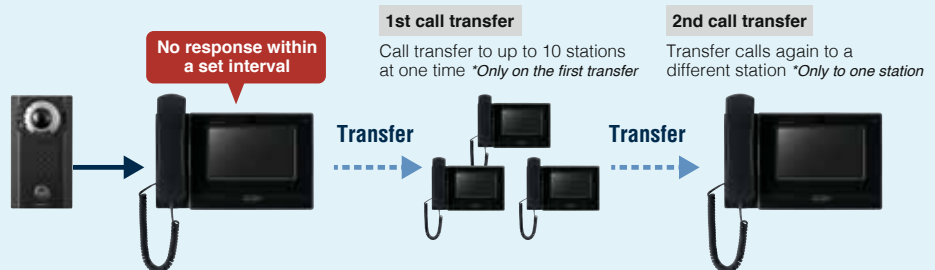 No response within
a set interval
1st call transfer
Call transfer to up to 10 stations
at one time *Only on the first transfer
2nd call transfer
Transfer calls again to a
different station *Only to one station
Transfer
Transfer